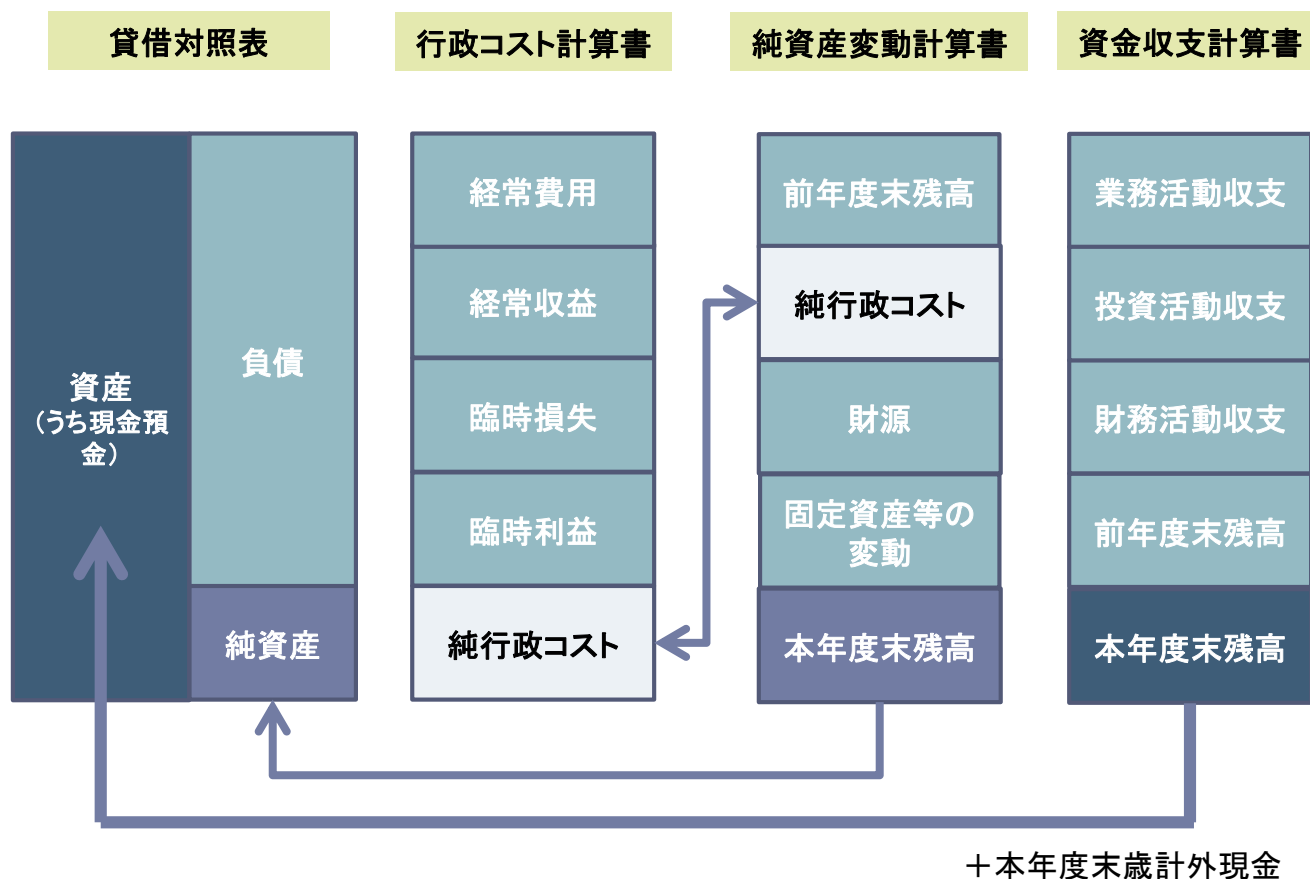 貸借対照表
行政コスト計算書
純資産変動計算書
資金収支計算書
資産
(うち現金預
金)
負債
純資産
経常費用
経常収益
臨時損失
臨時利益
純行政コスト
前年度末残高
純行政コスト
財源
固定資産等の
変動
本年度末残高
業務活動収支
投資活動収支
財務活動収支
前年度末残高
本年度末残高
＋本年度末歳計外現金